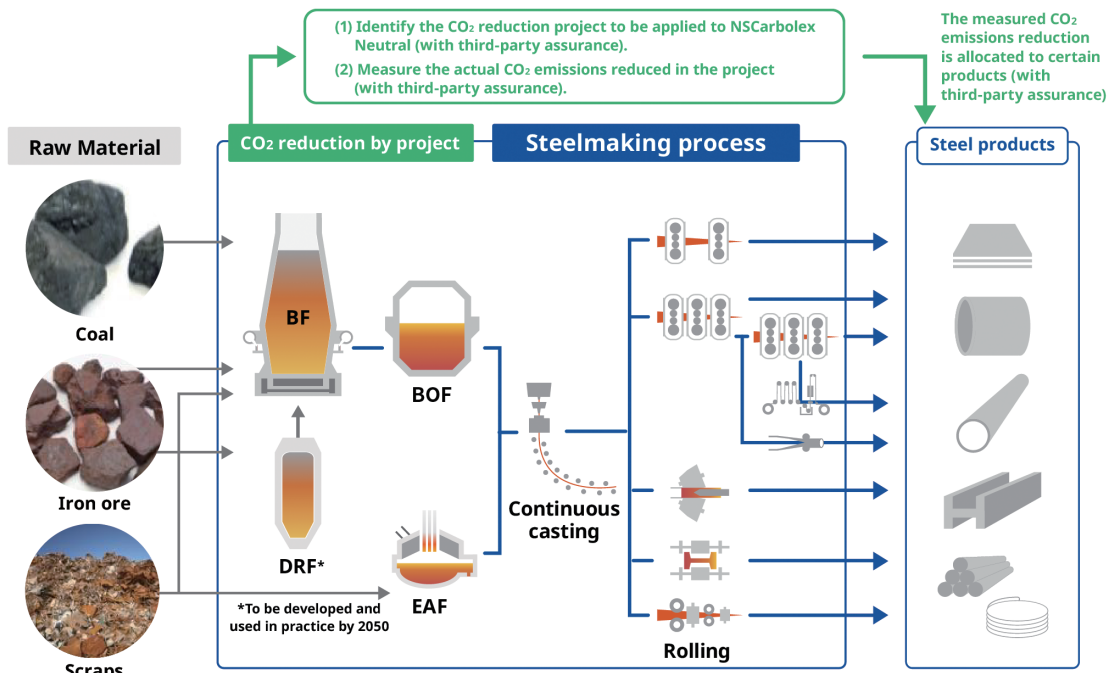 (1) Identify the CO₂ reduction project to be applied to NSCarbolex
Neutral (with third-party assurance).
(2) Measure the actual CO₂ emissions reduced in the project
(with third-party assurance).
The measured CO₂
emissions reduction
is allocated to certain
products (with
third-party assurance)
Raw Material
CO₂ reduction by project
Steelmaking process
Steel products
Coal
BF
BOF
Iron ore
Continuous
casting
DRF*
EAF
*To be developed and
used in practice by 2050
Rolling
Scraps